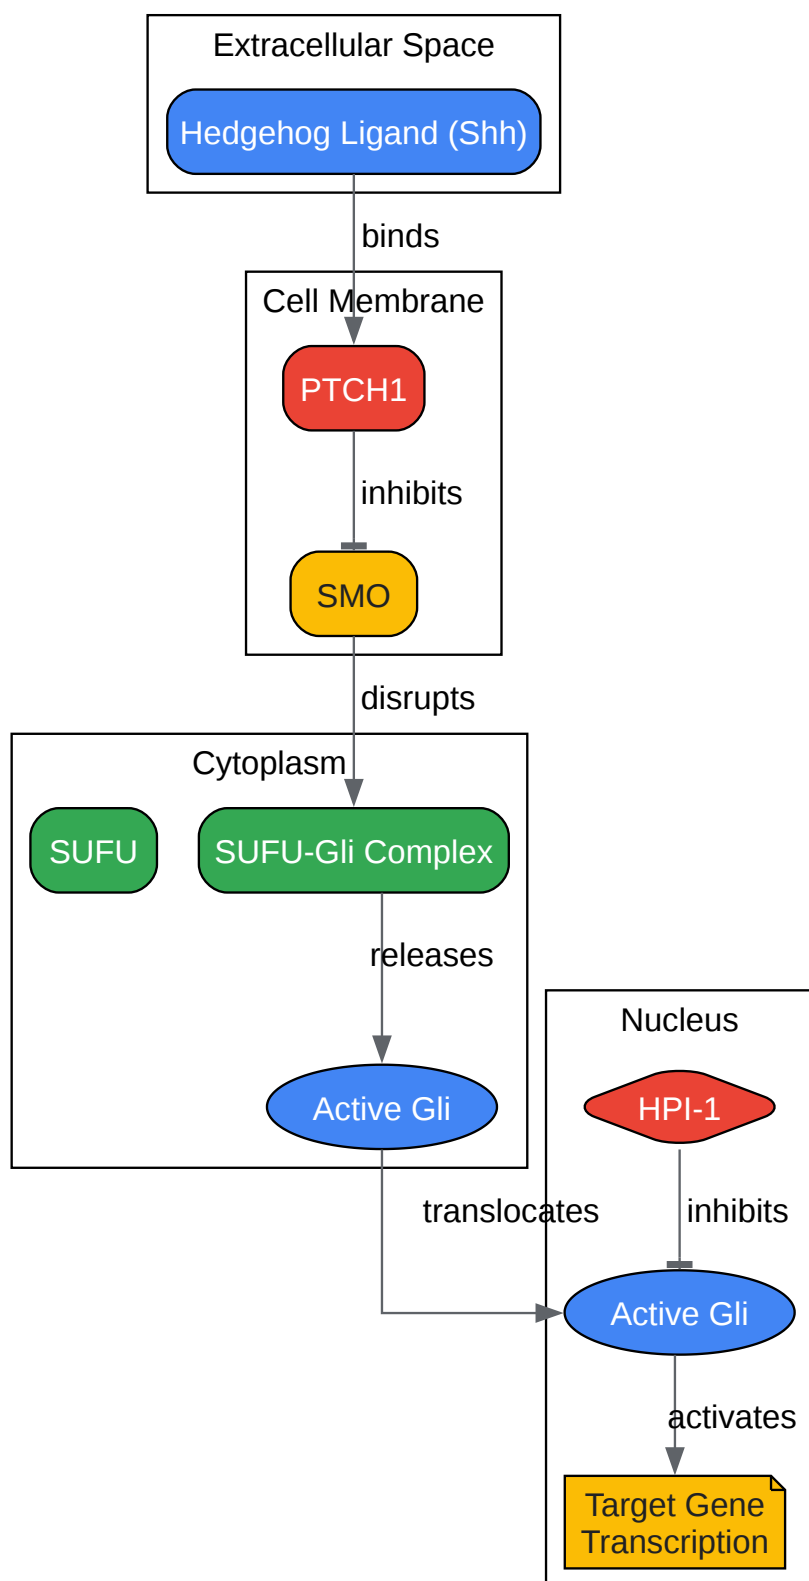 Extracellular Space
Hedgehog Ligand (Shh)
binds
Cell Membrane
PTCH1
inhibits
SMO
disrupts
Cytoplasm
SUFU
SUFU-Gli Complex
releases
Active Gli
Nucleus
HPI-1
translocates
inhibits
Active Gli
activates
Target Gene
Transcription